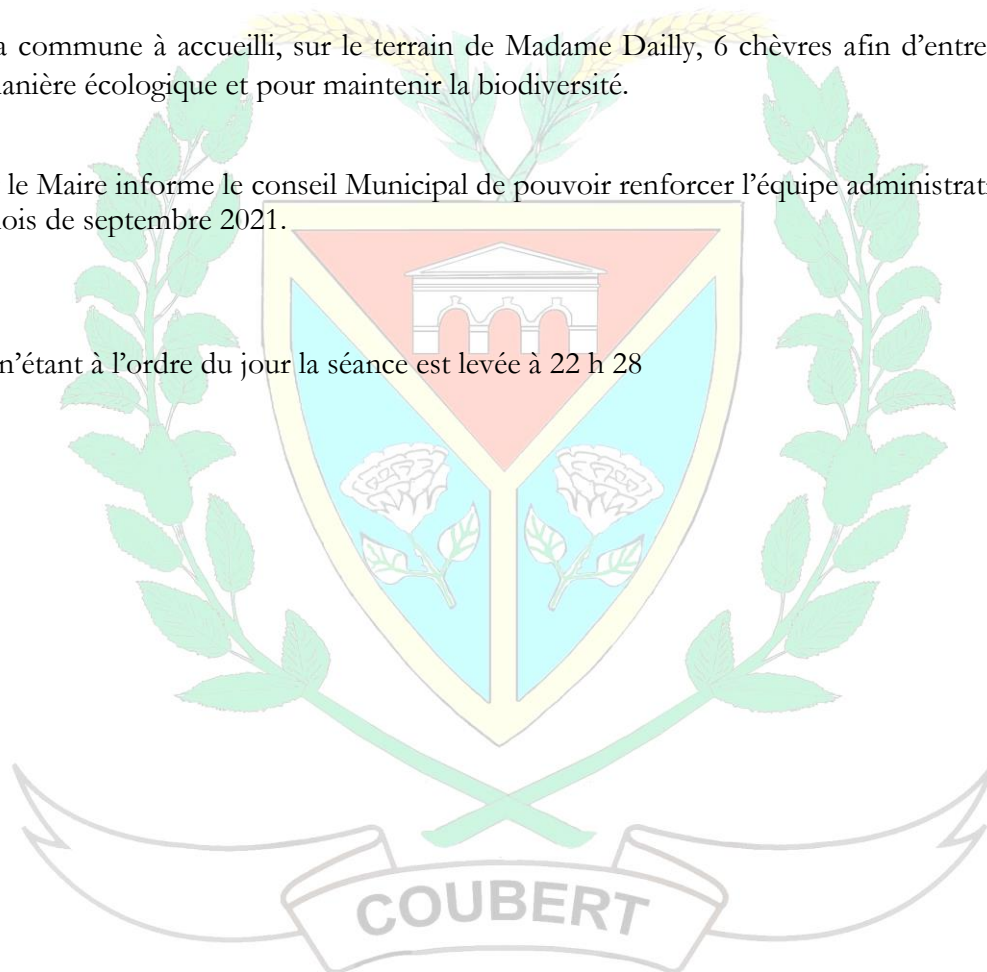 a commune à accueilli, sur le terrain de Madame Dailly, 6 chèvres afin d’entre
anière écologique et pour maintenir la biodiversité.
le Maire informe le conseil Municipal de pouvoir renforcer l’équipe administrati
ois de septembre 2021.
n’étant à l’ordre du jour la séance est levée à 22 h 28
COUBERT